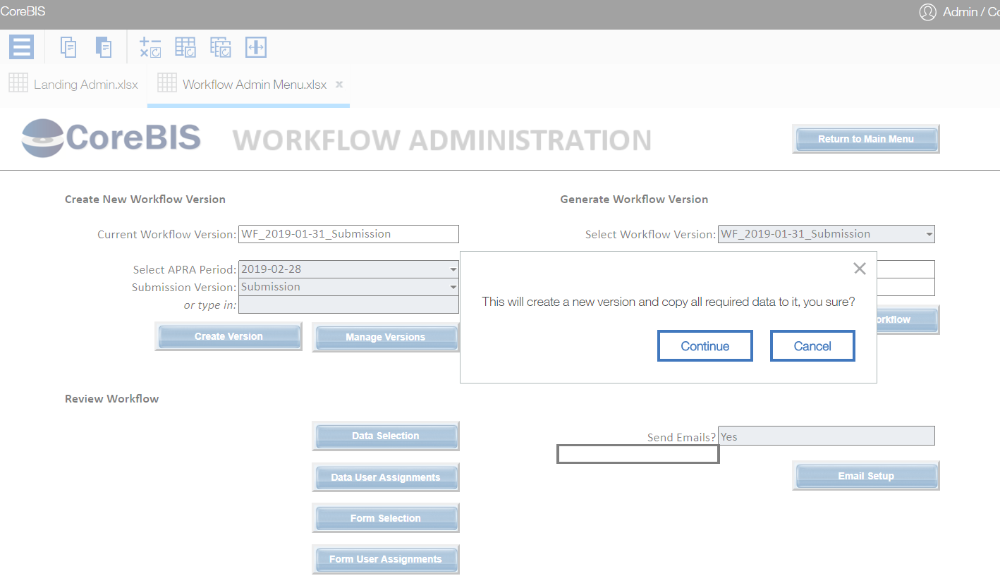 CoreBIS
Admin / Co
Landing Admin.xlsx
Workflow Admin Menu.xlsx
CoreBIS
WORKFLOW ADMINISTRATION
Return to Main Menu
Create New Workflow Version
Generate Workflow Version
Current Workflow Version: WF_2019-01-31_Submission
Select Workflow Version: WF_2019-01-31_Submission
Select APRA Period: 2019-02-28
Submission Version: Submission
or type in:
This will create a new version and copy all required data to it, you sure?
orkflow
Create Version
Manage Versions
Continue
Cancel
Review Workflow
Data Selection
Send Emails? Yes
Data User Assignments
Email Setup
Form Selection
Form User Assignments